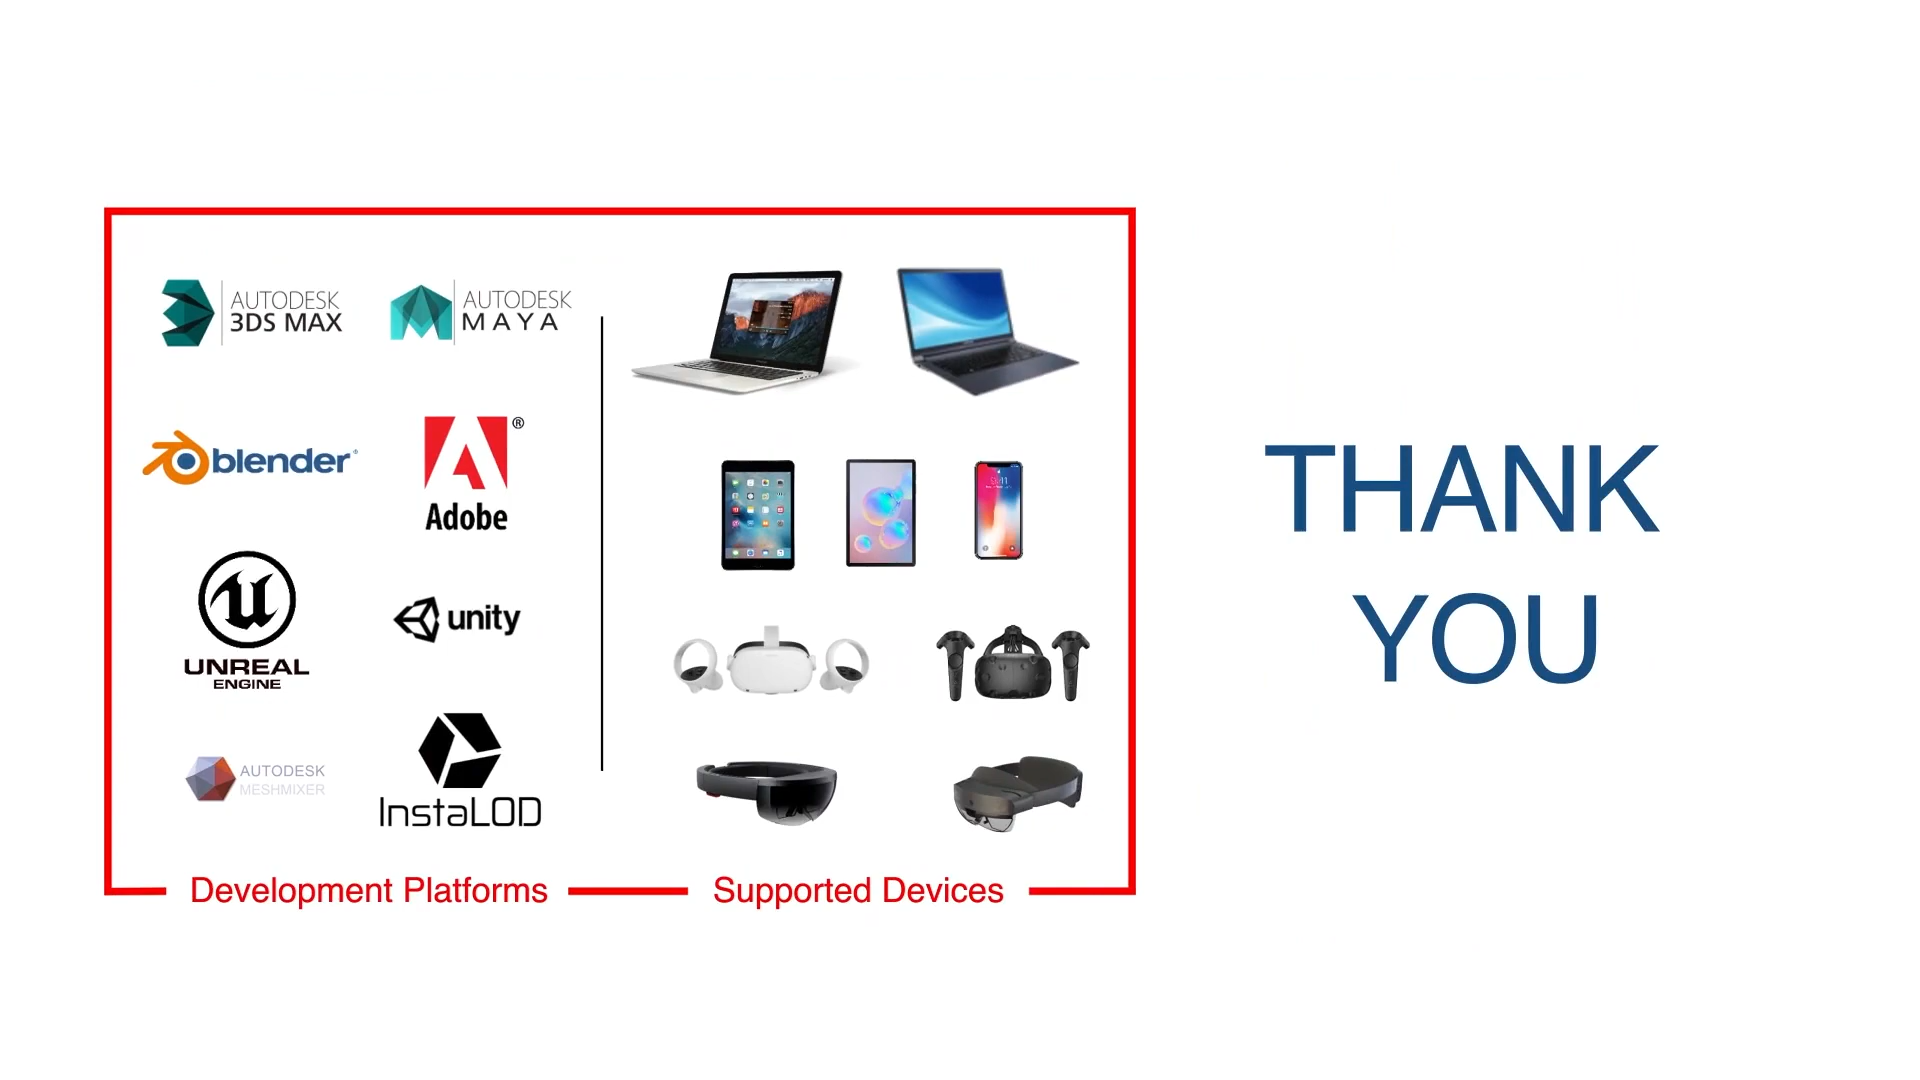 AUTODESK
3DS MAX
AUTODESK
MAYA
blender®
®
Adobe
UNREAL
ENGINE
unity
AUTODESK
MESHMIXER
InstaLOD
Development Platforms
Supported Devices
THANK
YOU